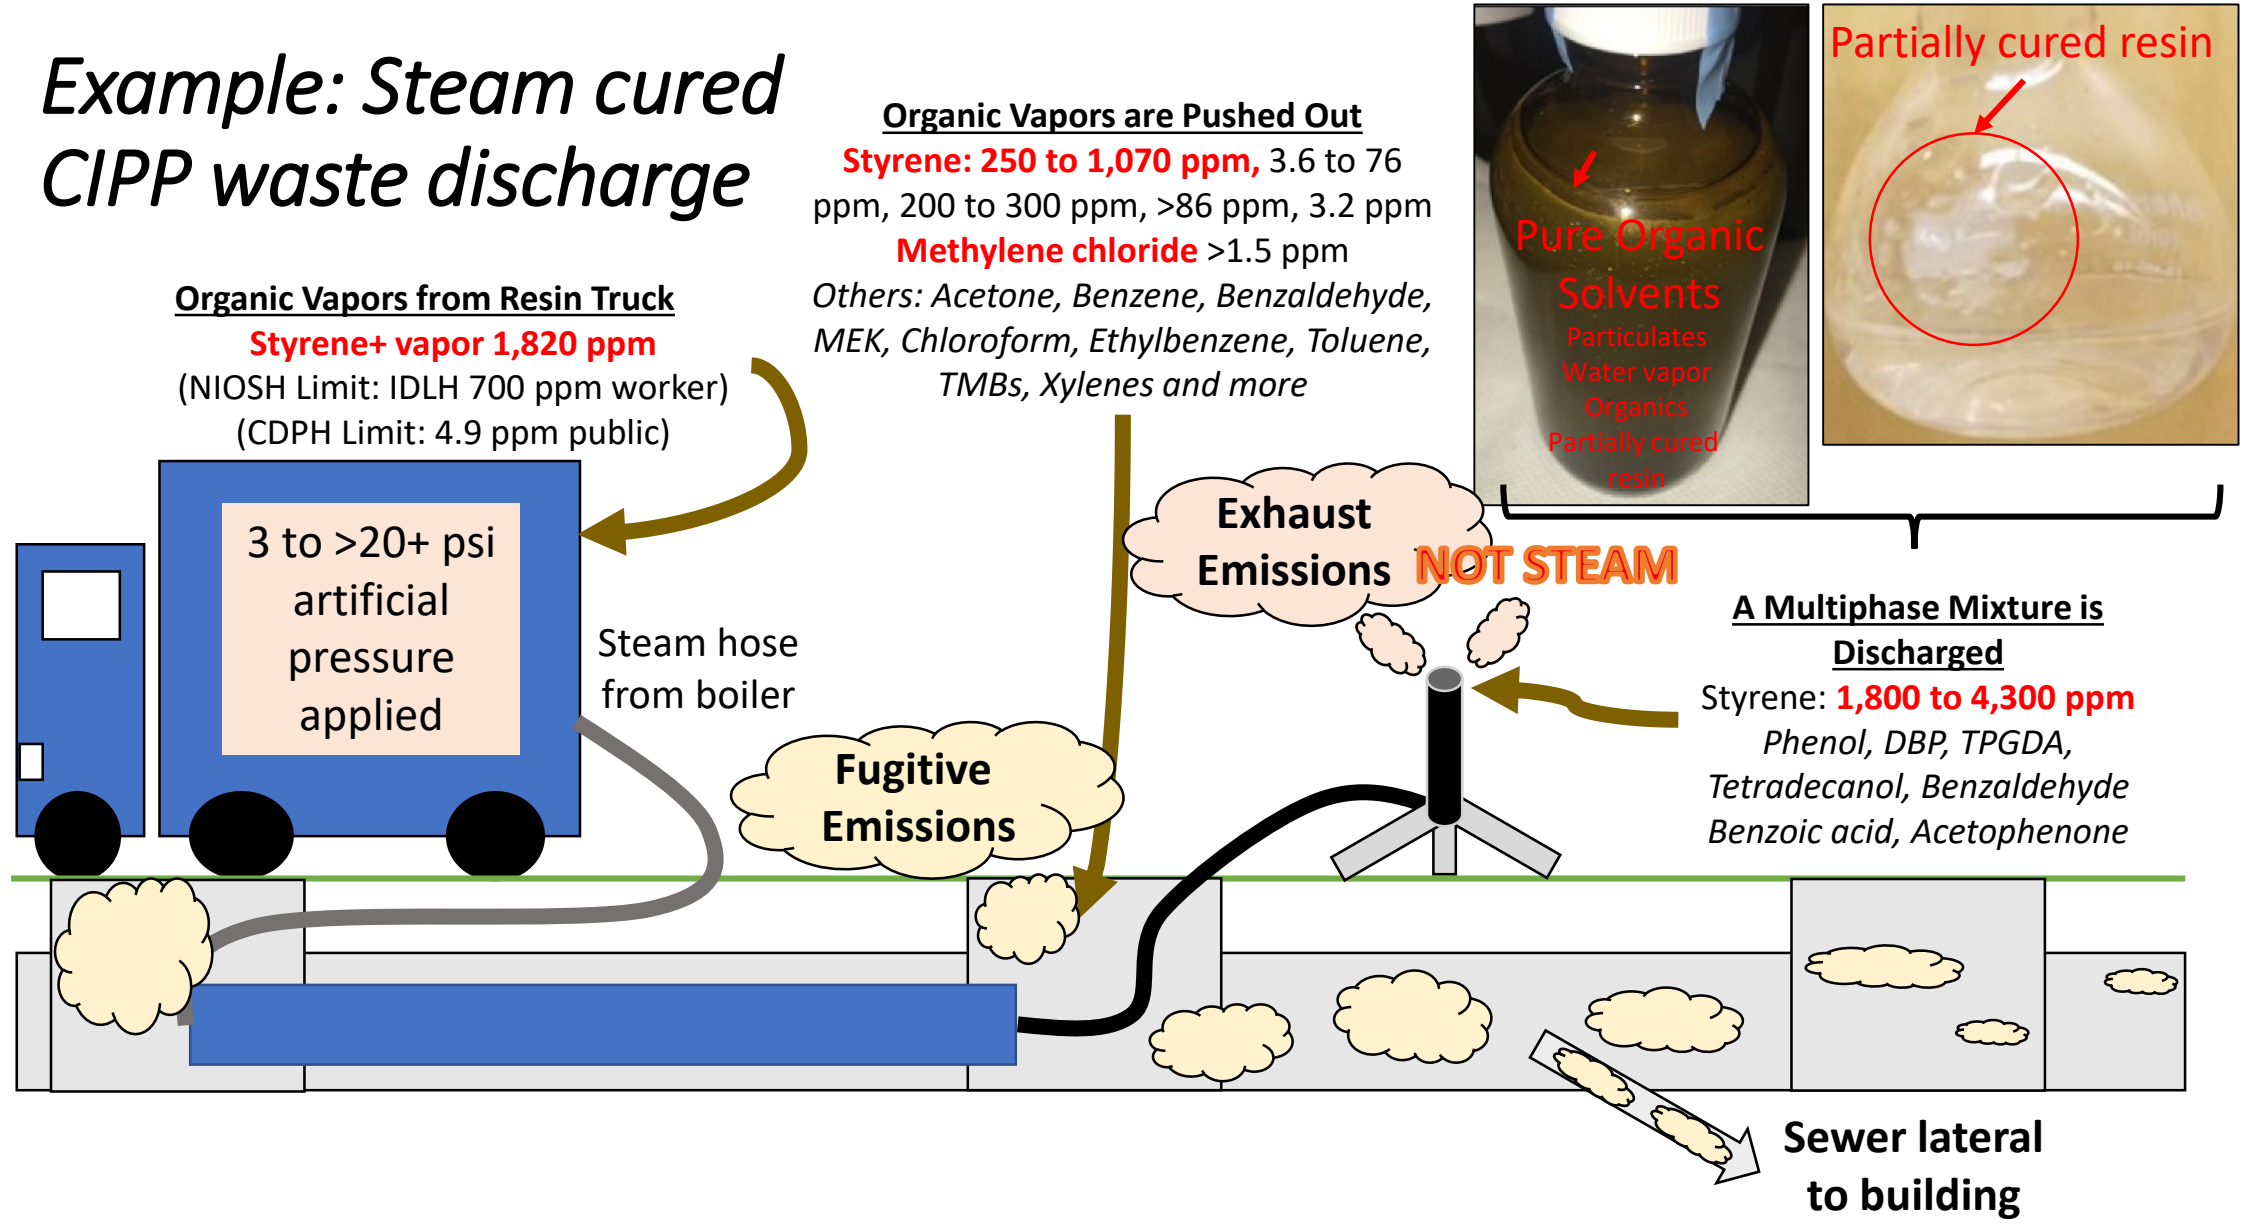 Example: Steam cured
CIPP waste discharge
Organic Vapors from Resin Truck
Styrene+ vapor 1,820 ppm
(NIOSH Limit: IDLH 700 ppm worker)
(CDPH Limit: 4.9 ppm public)
3 to >20+ psi
artificial
pressure
applied
Steam hose
from boiler
Organic Vapors are Pushed Out
Styrene: 250 to 1,070 ppm, 3.6 to 76
ppm, 200 to 300 ppm, >86 ppm, 3.2 ppm
Methylene chloride >1.5 ppm
Others: Acetone, Benzene, Benzaldehyde,
MEK, Chloroform, Ethylbenzene, Toluene,
TMBs, Xylenes and more
Fugitive
Emissions
Exhaust
Emissions
NOT STEAM
Pure Organic
Solvents
Particulates
Water vapor
Organics
Partially cured
resin
Partially cured resin
A Multiphase Mixture is
Discharged
Styrene: 1,800 to 4,300 ppm
Phenol, DBP, TPGDA,
Tetradecanol, Benzaldehyde
Benzoic acid, Acetophenone
Sewer lateral
to building